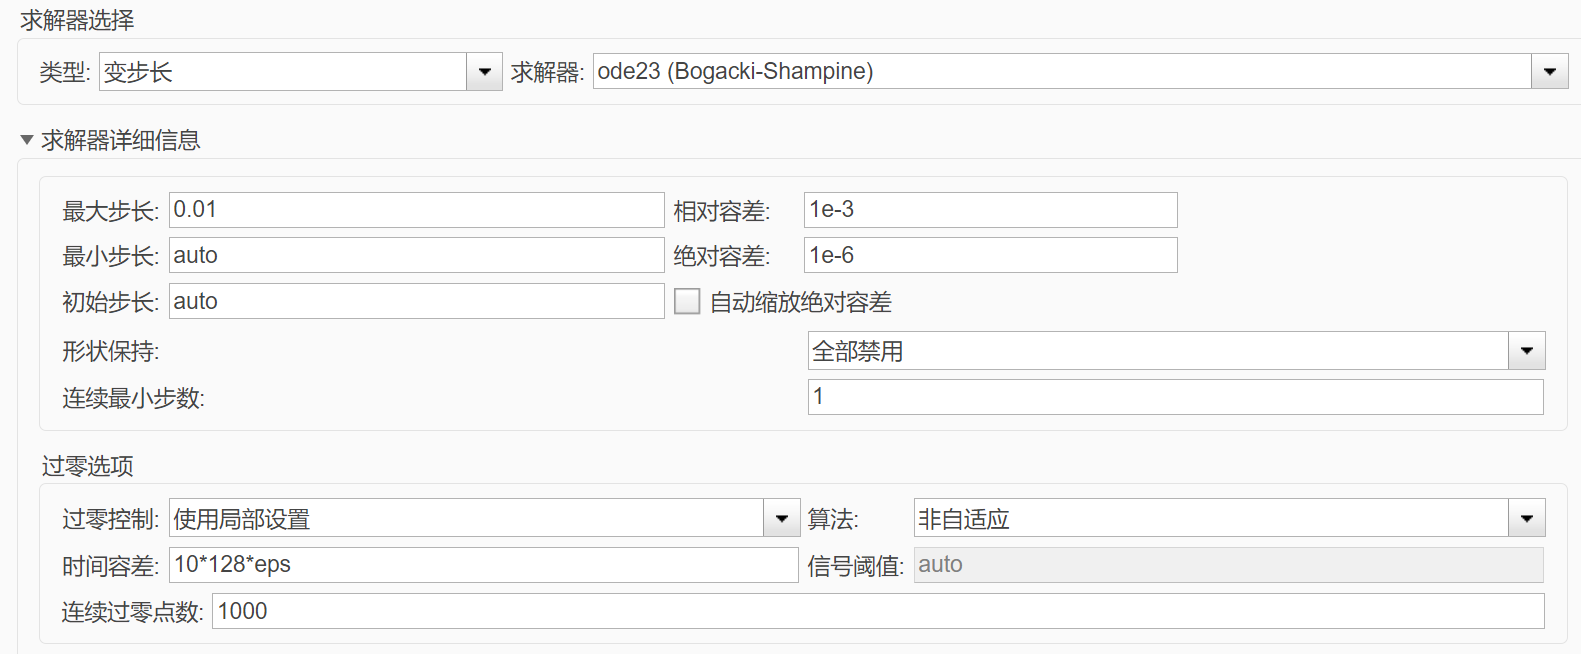 求解器选择
类型: 变步长 求解器: ode23 (Bogacki-Shampine)
求解器详细信息
最大步长: 0.01 相对容差: 1e-3
最小步长: auto 绝对容差: 1e-6
初始步长: auto 自动缩放绝对容差
形状保持: 全部禁用
连续最小步数: 1
过零选项
过零控制: 使用局部设置 算法: 非自适应
时间容差: 10*128*eps 信号阈值: auto
连续过零点数: 1000